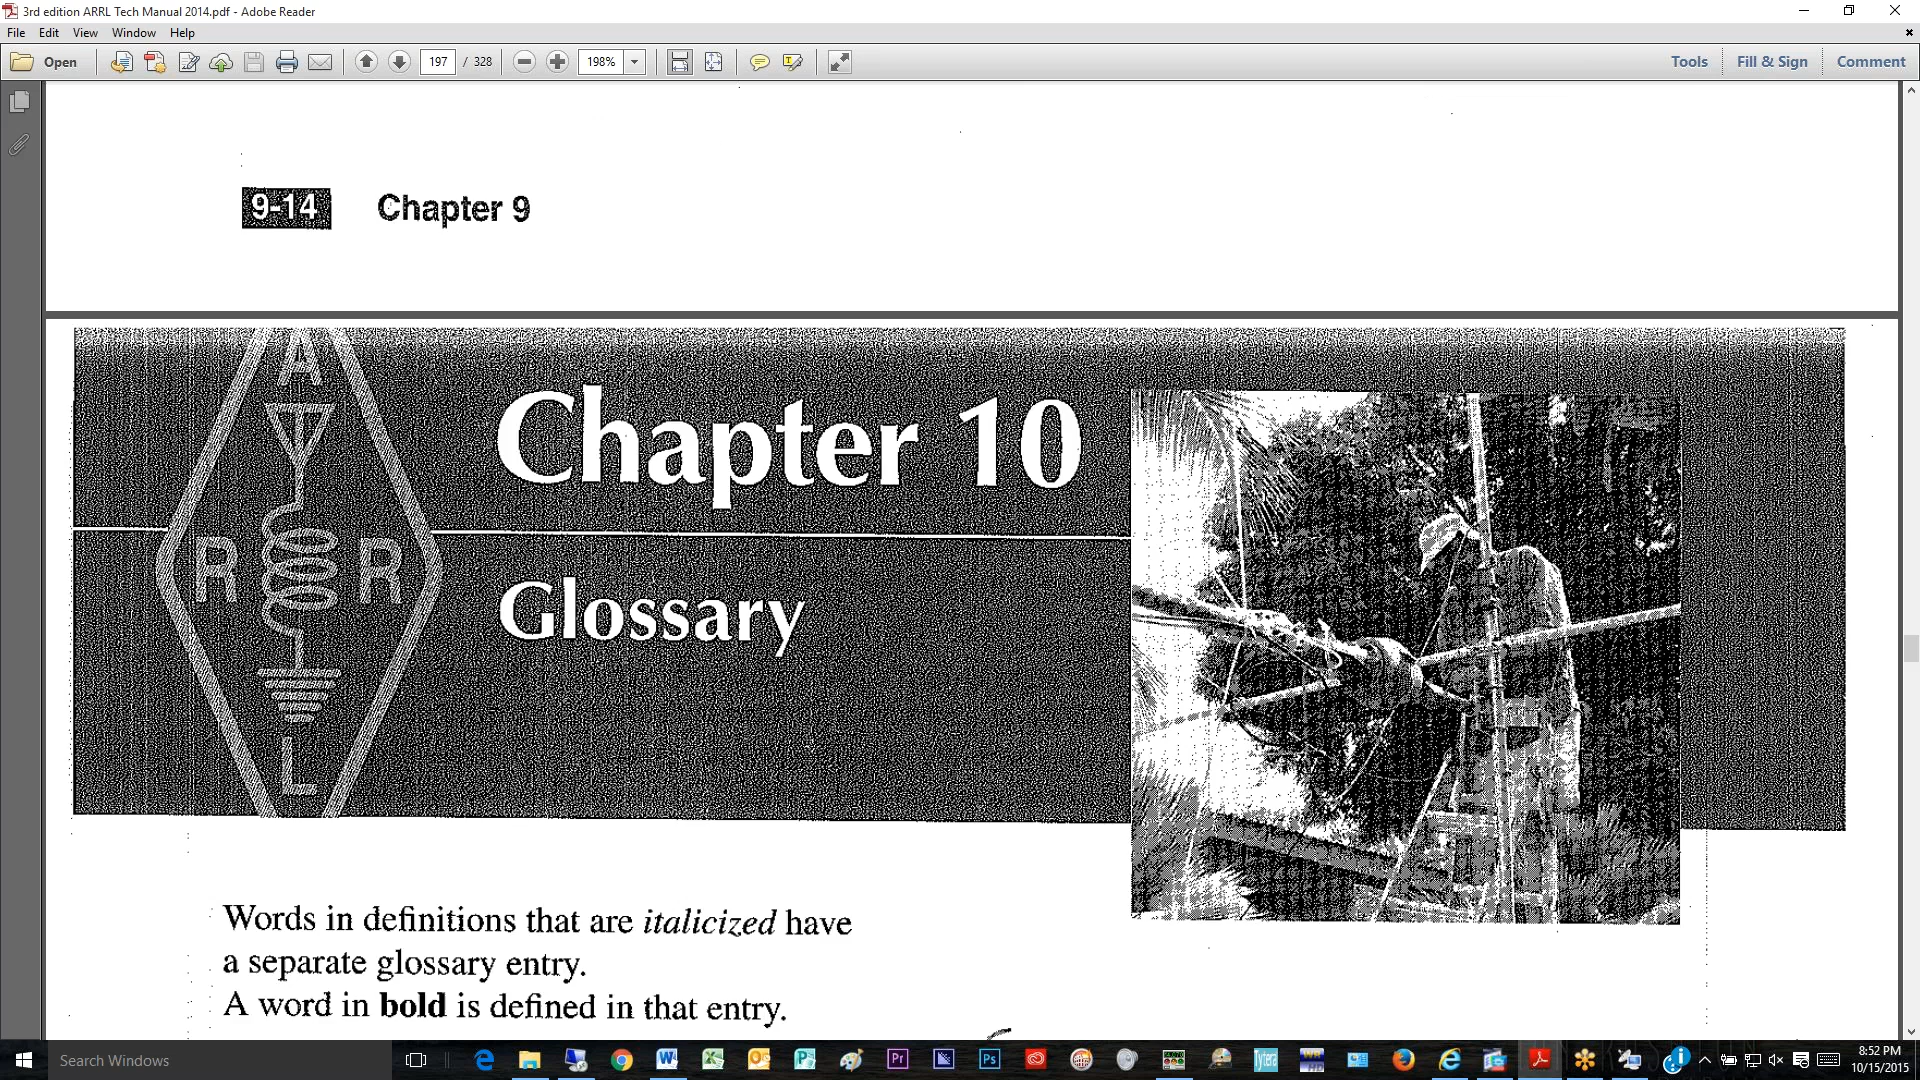 3rd edition ARRL Tech Manual 2014.pdf - Adobe Reader
File Edit View Window Help
Open 197 / 328 198% Tools Fill & Sign Comment
9-14 Chapter 9
Chapter 10
A
R R
L
Glossary
Words in definitions that are italicized have
a separate glossary entry.
A word in bold is defined in that entry.
Search Windows
8:52 PM
10/15/2015